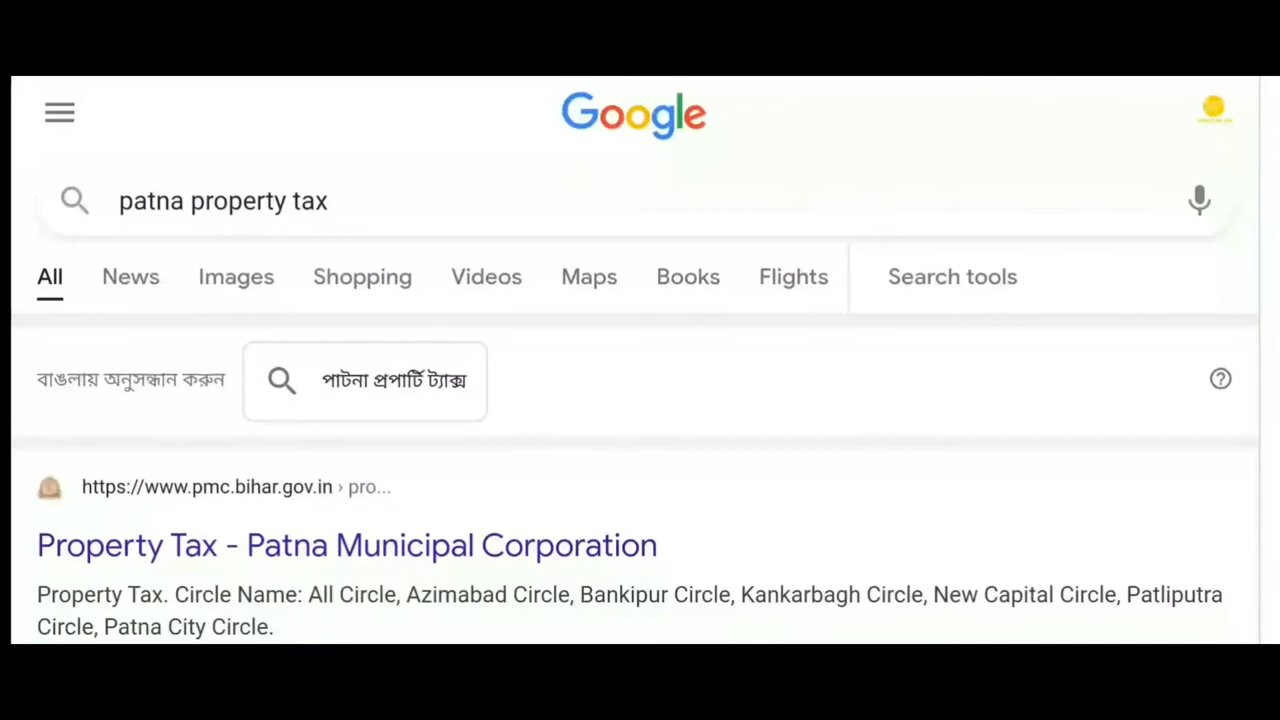 Google
patna property tax
All News Images Shopping Videos Maps Books Flights Search tools
বাঙলায় অনুসন্ধান করুন পাটনা প্রপার্টি ট্যাক্স
https://www.pmc.bihar.gov.in › pro...
Property Tax - Patna Municipal Corporation
Property Tax. Circle Name: All Circle, Azimabad Circle, Bankipur Circle, Kankarbagh Circle, New Capital Circle, Patliputra
Circle, Patna City Circle.